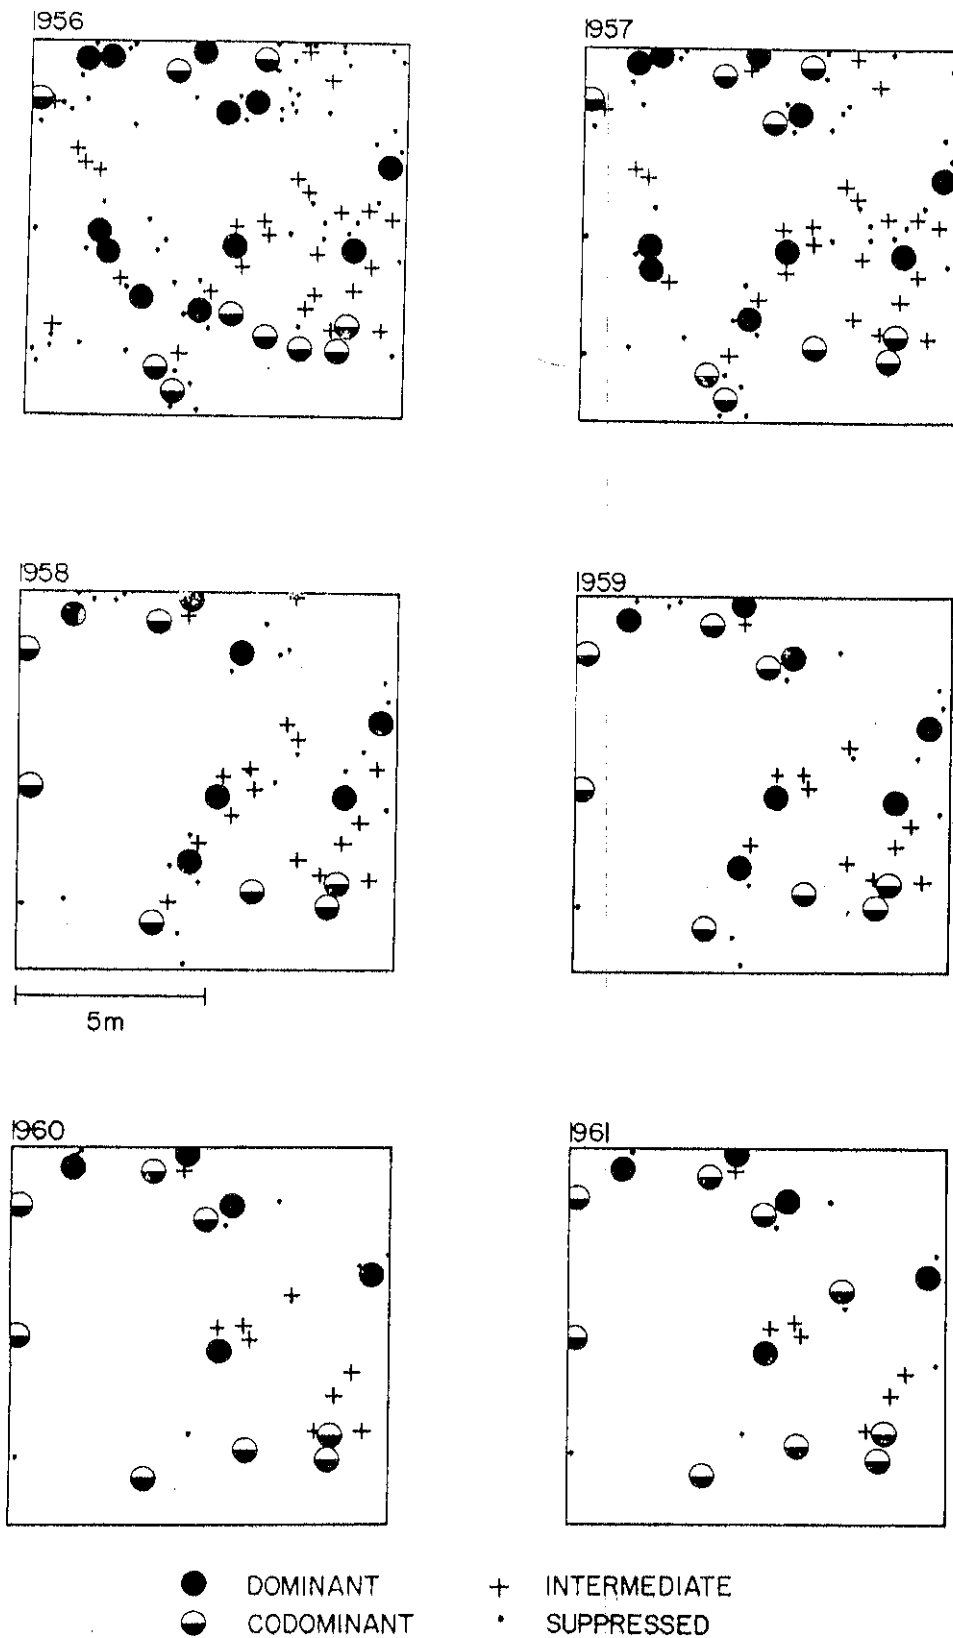 1956
1957
1958
1959
5m
1960
1961
DOMINANT
INTERMEDIATE
CODOMINANT
SUPPRESSED